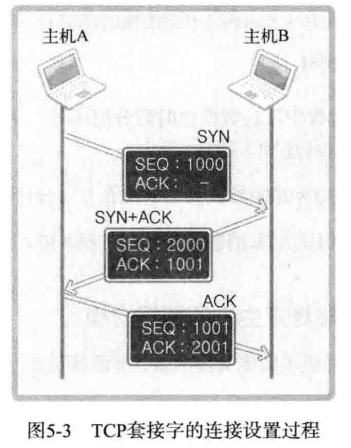 主机A
主机B
SYN
SEQ：1000
ACK： –
SYN+ACK
SEQ：2000
ACK：1001
ACK
SEQ：1001
ACK：2001
图5-3 TCP套接字的连接设置过程